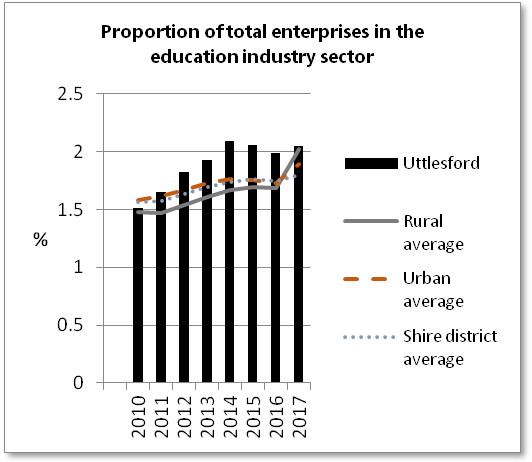 Proportion of total enterprises in the
education industry sector
2.5
2
1.5
1
0.5
0
%
2010
2011
2012
2013
2014
2015
2016
2017
Uttlesford
Rural
average
Urban
average
Shire district
average